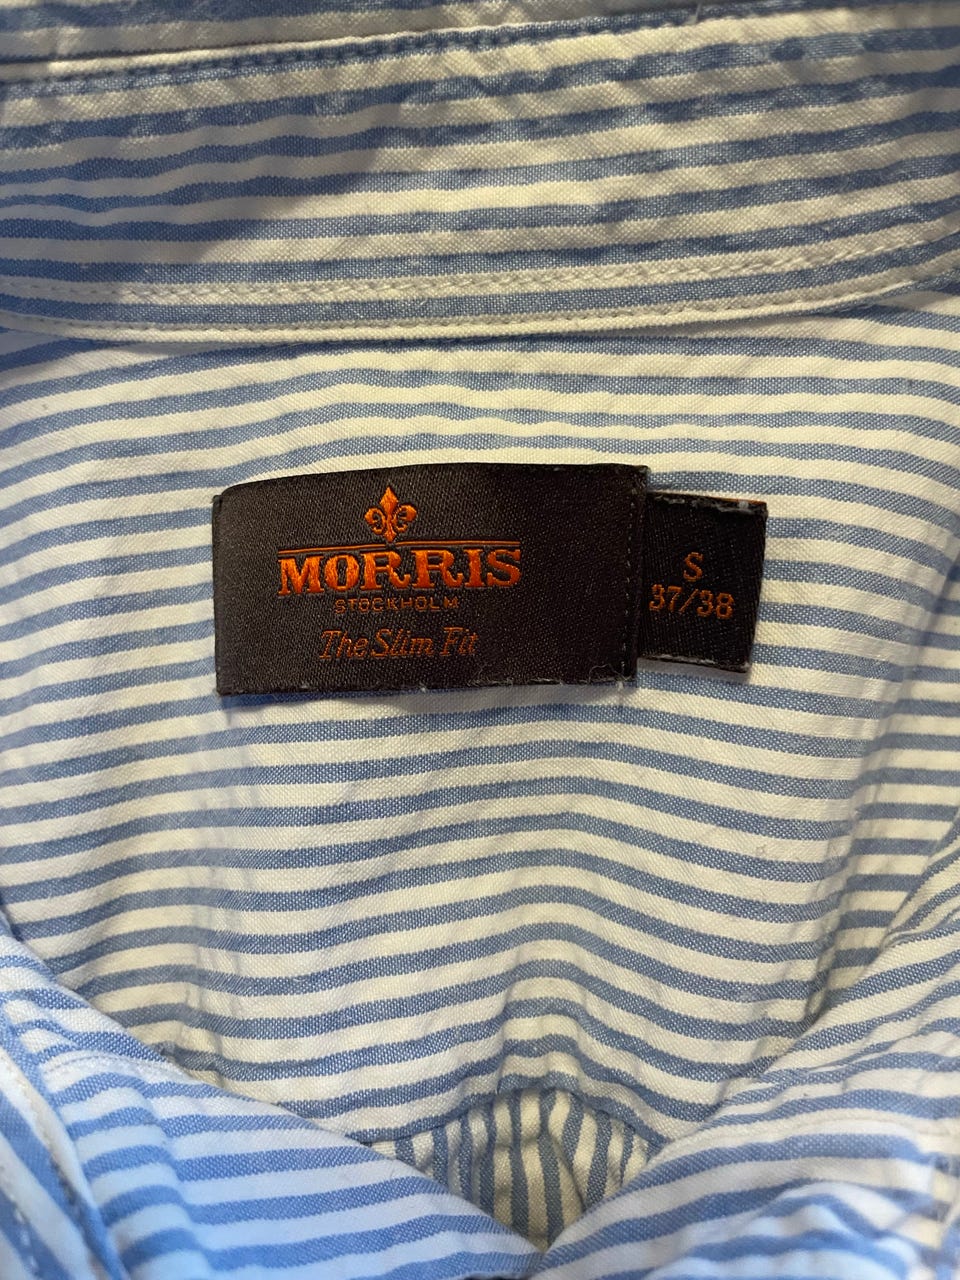 MORRIS
STOCKHOLM
The Slim Fit
S
37/38